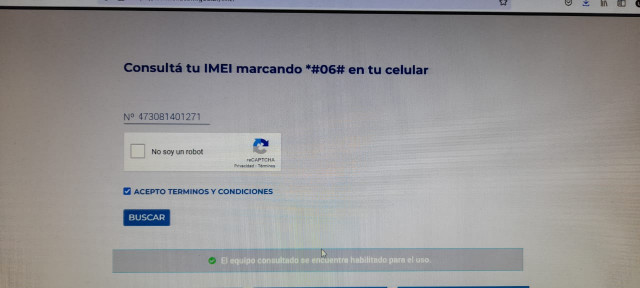 Consultá tu IMEI marcando *#06# en tu celular
Nº 473081401271
No soy un robot
reCAPTCHA
Privacidad - Términos
ACEPTO TERMINOS Y CONDICIONES
BUSCAR
El equipo consultado se encuentra habilitado para el uso.